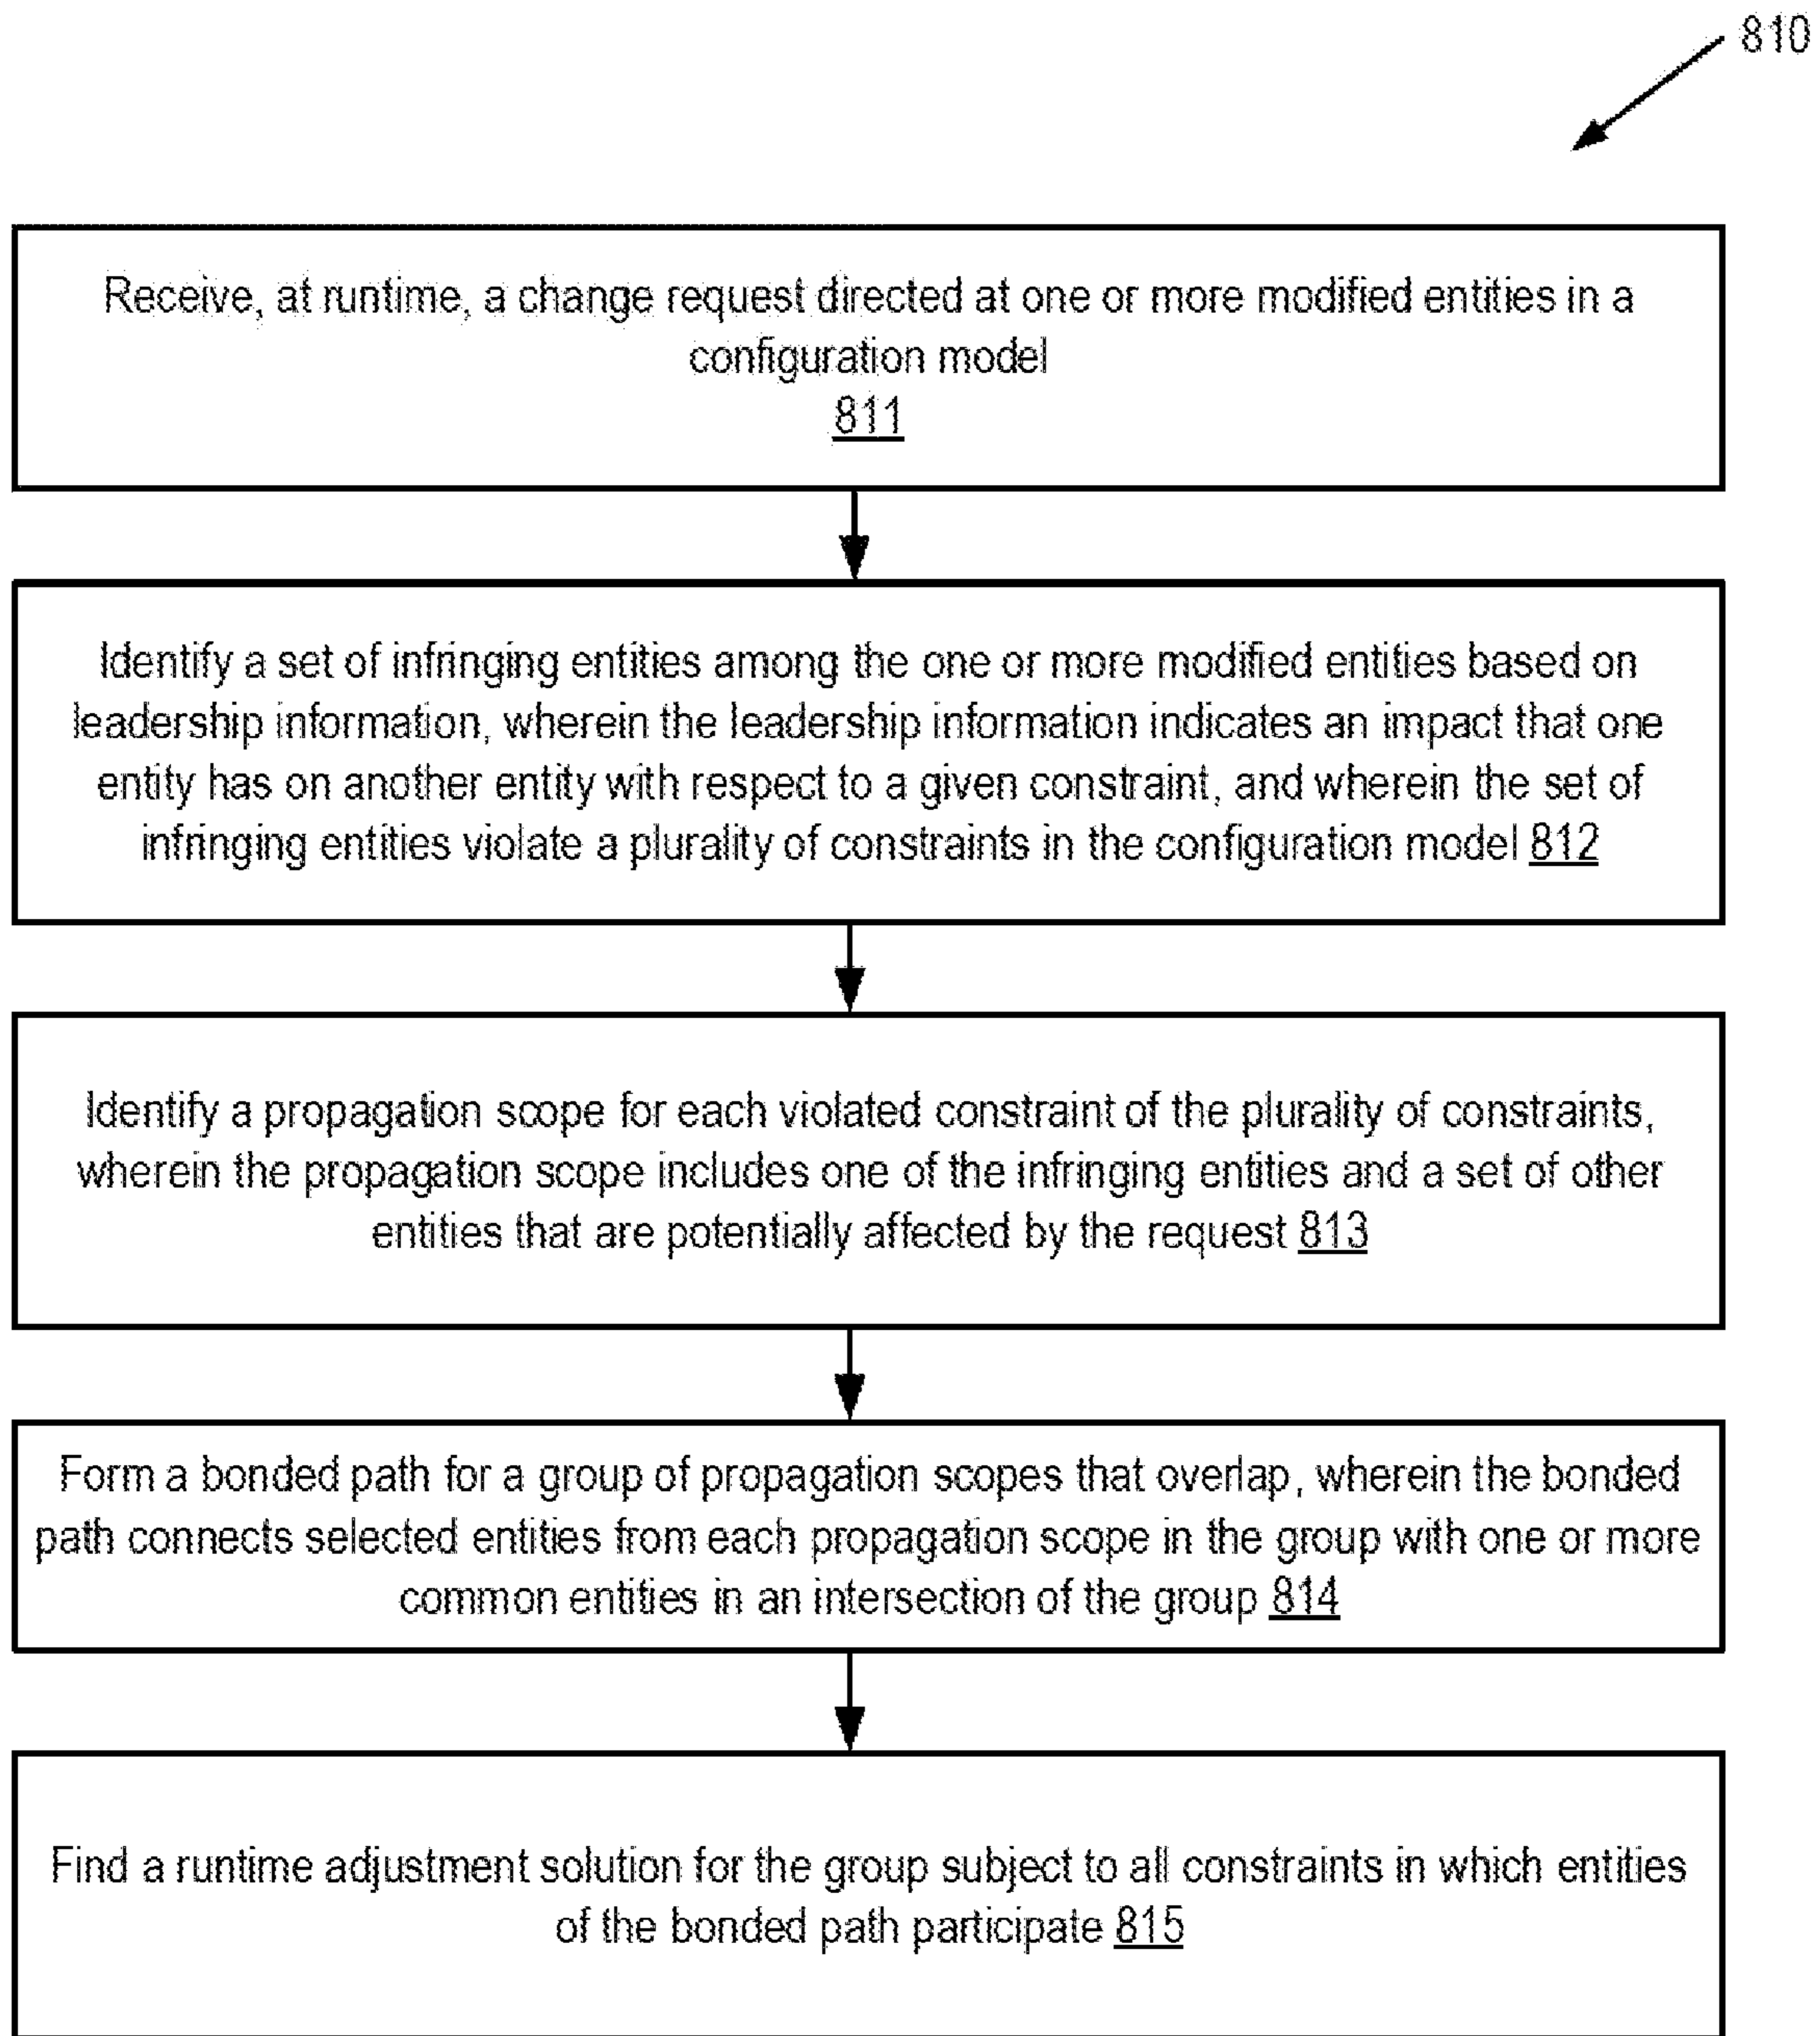 810
Receive, at runtime, a change request directed at one or more modified entities in a
configuration model
811
Identify a set of infringing entities among the one or more modified entities based on
leadership information, wherein the leadership information indicates an impact that one
entity has on another entity with respect to a given constraint, and wherein the set of
infringing entities violate a plurality of constraints in the configuration model 812
Identify a propagation scope for each violated constraint of the plurality of constraints,
wherein the propagation scope includes one of the infringing entities and a set of other
entities that are potentially affected by the request 813
Form a bonded path for a group of propagation scopes that overlap, wherein the bonded
path connects selected entities from each propagation scope in the group with one or more
common entities in an intersection of the group 814
Find a runtime adjustment solution for the group subject to all constraints in which entities
of the bonded path participate 815